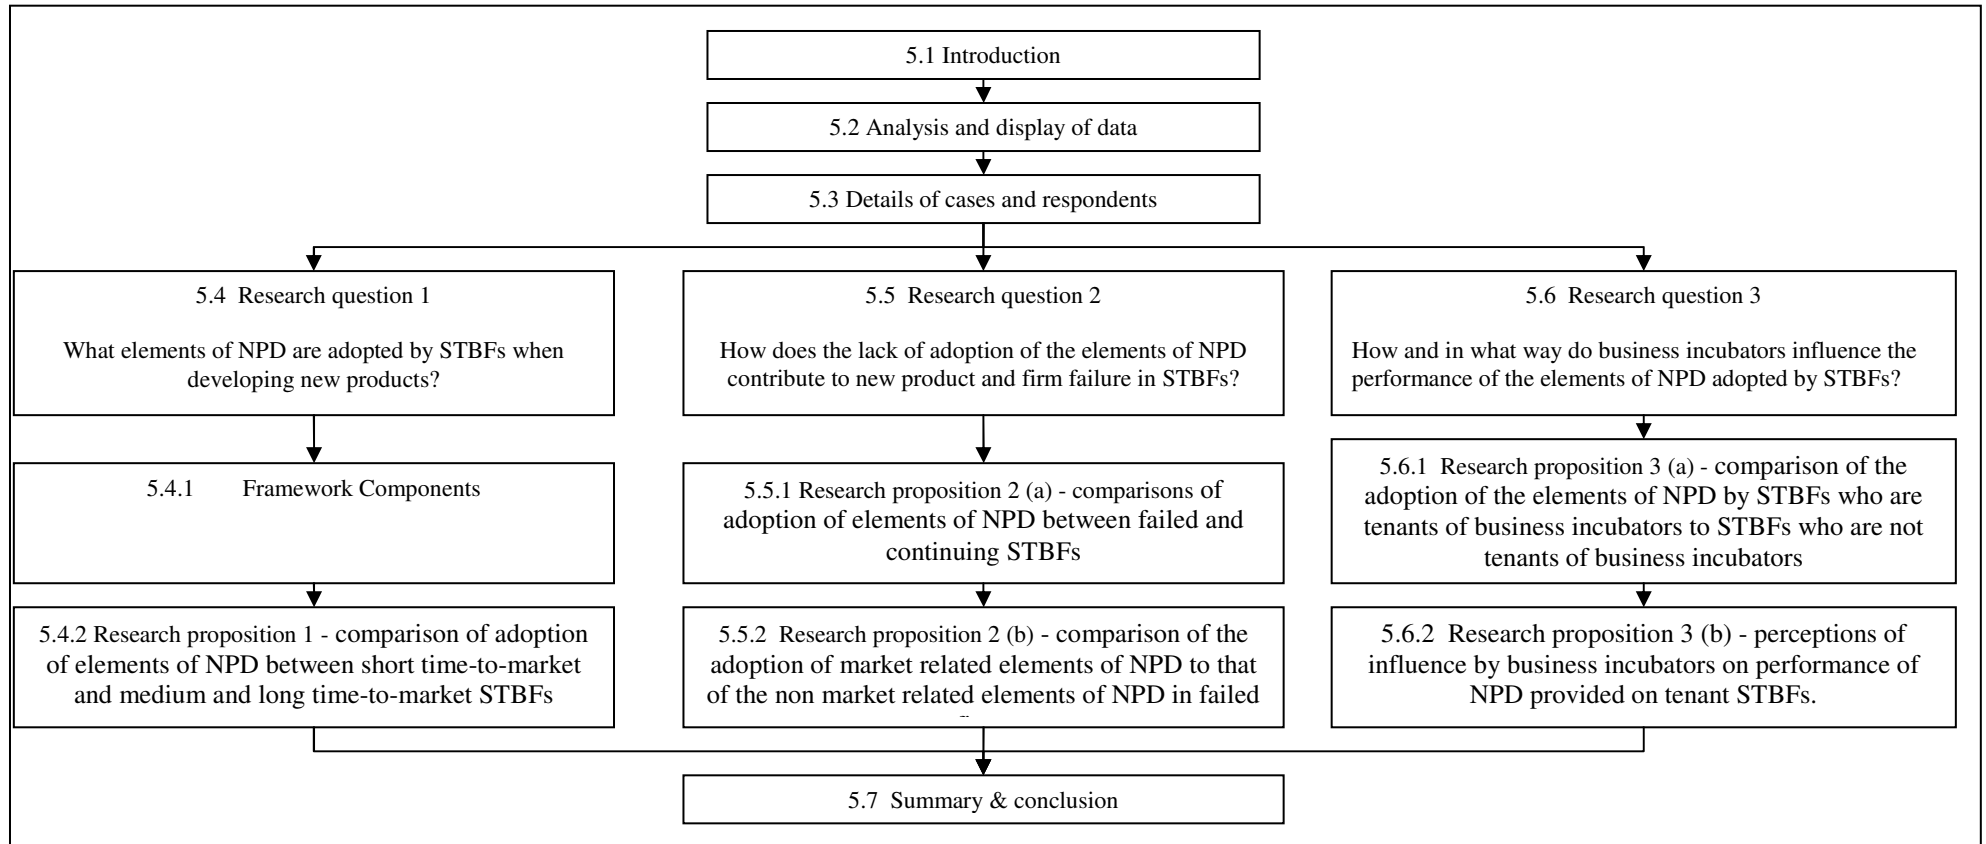 5.1 Introduction
5.2 Analysis and display of data
5.3 Details of cases and respondents
5.4 Research question 1
What elements of NPD are adopted by STBFs when
developing new products?
5.4.1 Framework Components
5.4.2 Research proposition 1 - comparison of adoption
of elements of NPD between short time-to-market
and medium and long time-to-market STBFs
5.5 Research question 2
How does the lack of adoption of the elements of NPD
contribute to new product and firm failure in STBFs?
5.5.1 Research proposition 2 (a) - comparisons of
adoption of elements of NPD between failed and
continuing STBFs
5.5.2 Research proposition 2 (b) - comparison of the
adoption of market related elements of NPD to that
of the non market related elements of NPD in failed
5.6 Research question 3
How and in what way do business incubators influence the
performance of the elements of NPD adopted by STBFs?
5.6.1 Research proposition 3 (a) - comparison of the
adoption of the elements of NPD by STBFs who are
tenants of business incubators to STBFs who are not
tenants of business incubators
5.6.2 Research proposition 3 (b) - perceptions of
influence by business incubators on performance of
NPD provided on tenant STBFs.
5.7 Summary & conclusion